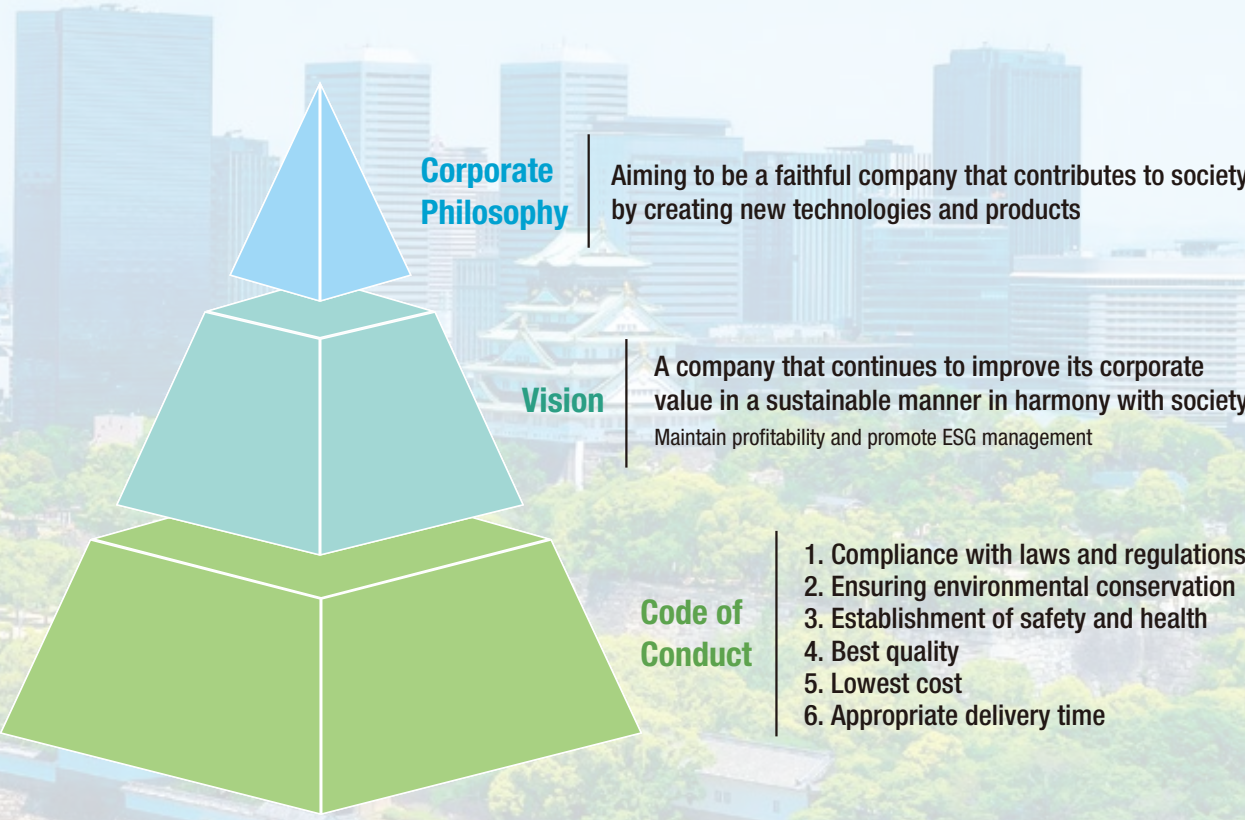 Corporate
Philosophy
Aiming to be a faithful company that contributes to society
by creating new technologies and products
Vision
A company that continues to improve its corporate
value in a sustainable manner in harmony with society
Maintain profitability and promote ESG management
Code of
Conduct
1. Compliance with laws and regulations
2. Ensuring environmental conservation
3. Establishment of safety and health
4. Best quality
5. Lowest cost
6. Appropriate delivery time